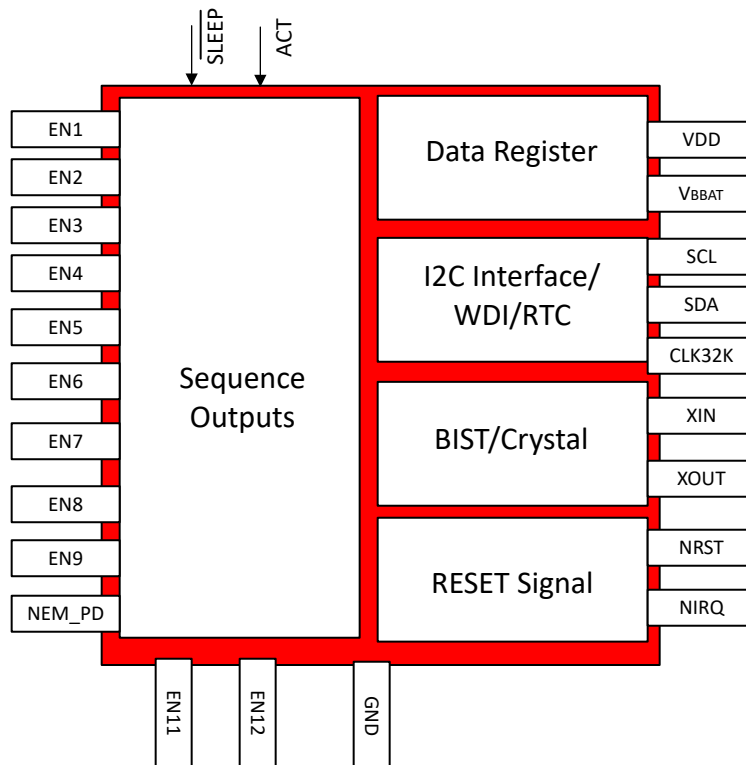 SLEEP
ACT
EN1
EN2
EN3
EN4
EN5
EN6
EN7
EN8
EN9
NEM_PD
Sequence
Outputs
Data Register
I2C Interface/
WDI/RTC
BIST/Crystal
RESET Signal
VDD
VBBAT
SCL
SDA
CLK32K
XIN
XOUT
NRST
NIRQ
EN11
EN12
GND